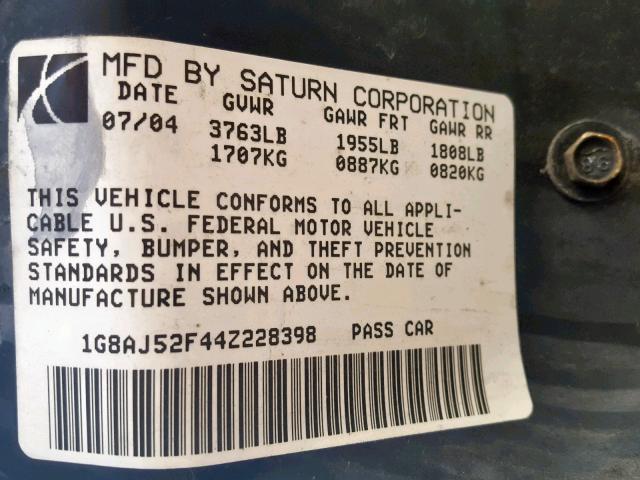 MFD BY SATURN CORPORATION
DATE GVWR GAWR FRT GAWR RR
07/04 3763LB 1955LB 1808LB
1707KG 0887KG 0820KG
THIS VEHICLE CONFORMS TO ALL APPLI-
CABLE U.S. FEDERAL MOTOR VEHICLE
SAFETY, BUMPER, AND THEFT PREVENTION
STANDARDS IN EFFECT ON THE DATE OF
MANUFACTURE SHOWN ABOVE.
1G8AJ52F44Z228398 PASS CAR